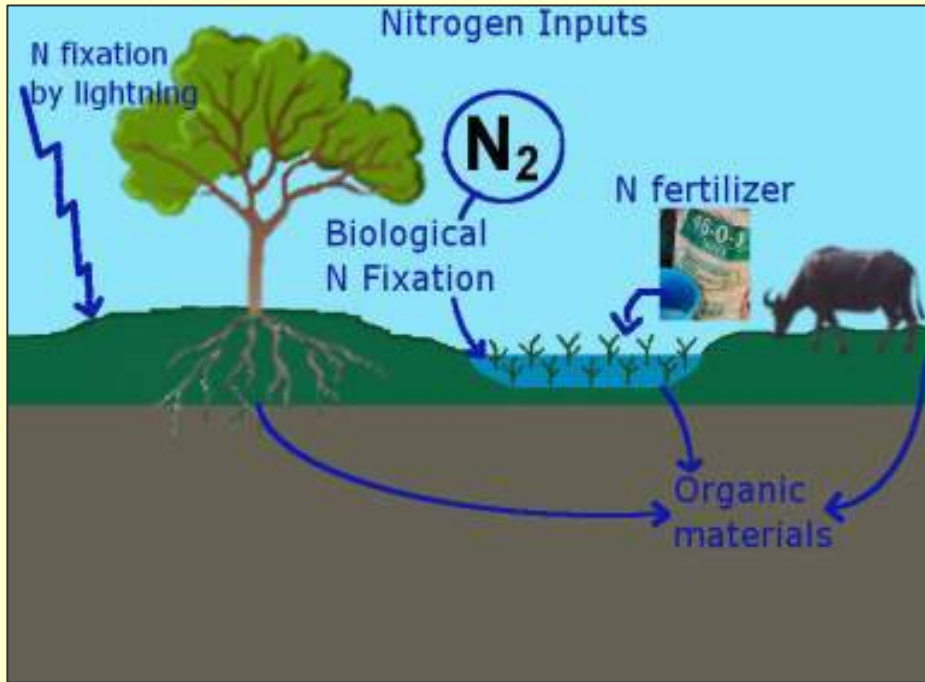 Nitrogen Inputs
N fixation
by lightning
N₂
Biological
N Fixation
N fertilizer
Organic
materials